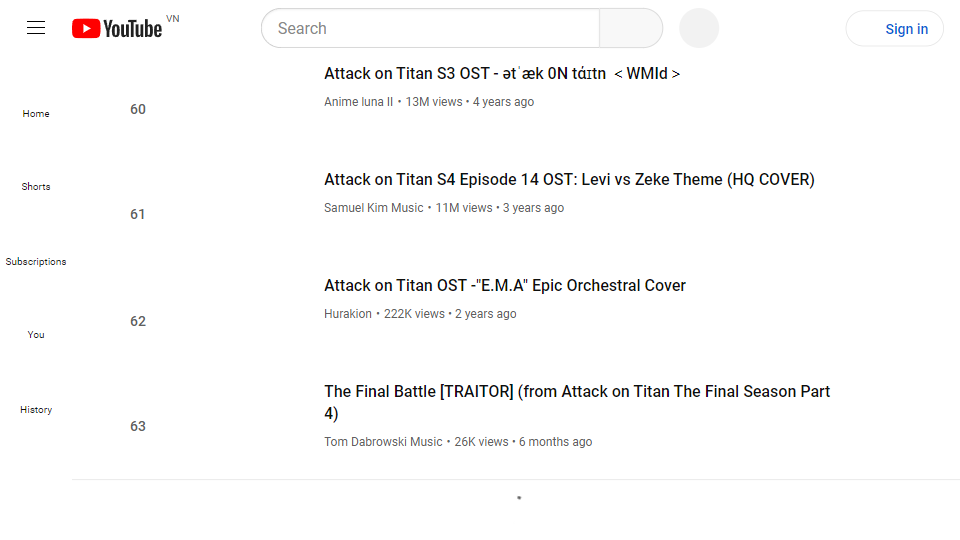 YouTube VN
Search
Sign in
Home
Shorts
Subscriptions
You
History
60
Attack on Titan S3 OST - ətˈæk 0N tάɪtn ＜WMId＞
Anime luna II • 13M views • 4 years ago
61
Attack on Titan S4 Episode 14 OST: Levi vs Zeke Theme (HQ COVER)
Samuel Kim Music • 11M views • 3 years ago
62
Attack on Titan OST -"E.M.A" Epic Orchestral Cover
Hurakion • 222K views • 2 years ago
63
The Final Battle [TRAITOR] (from Attack on Titan The Final Season Part
4)
Tom Dabrowski Music • 26K views • 6 months ago